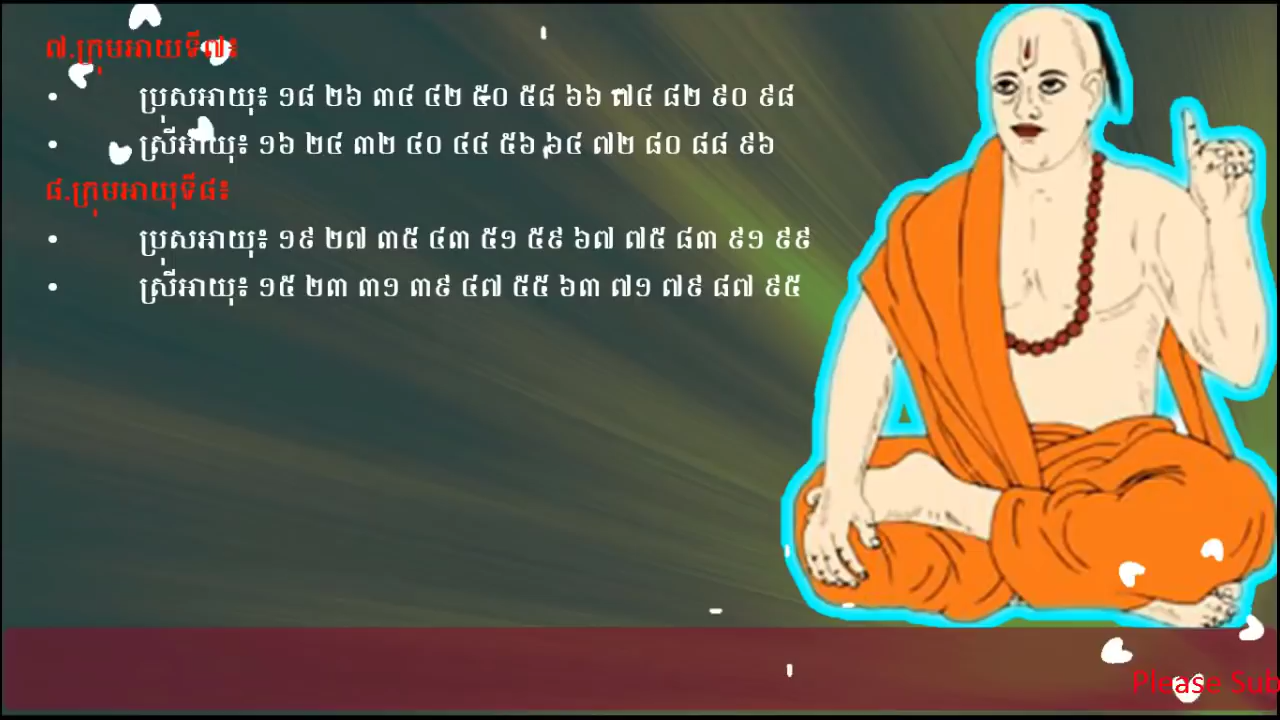 ៧.ក្រុមអាយុទី៧៖
• ប្រុសអាយុ៖ ១៨ ២៦ ៣៤ ៤២ ៥០ ៥៨ ៦៦ ៧៤ ៨២ ៩០ ៩៨
• ស្រីអាយុ៖ ១៦ ២៤ ៣២ ៤០ ៤៤ ៥៦ ៦៤ ៧២ ៨០ ៨៨ ៩៦
៨.ក្រុមអាយុទី៨៖
• ប្រុសអាយុ៖ ១៩ ២៧ ៣៥ ៤៣ ៥១ ៥៩ ៦៧ ៧៥ ៨៣ ៩១ ៩៩
• ស្រីអាយុ៖ ១៥ ២៣ ៣១ ៣៩ ៤៧ ៥៥ ៦៣ ៧១ ៧៩ ៨៧ ៩៥
Please Sub